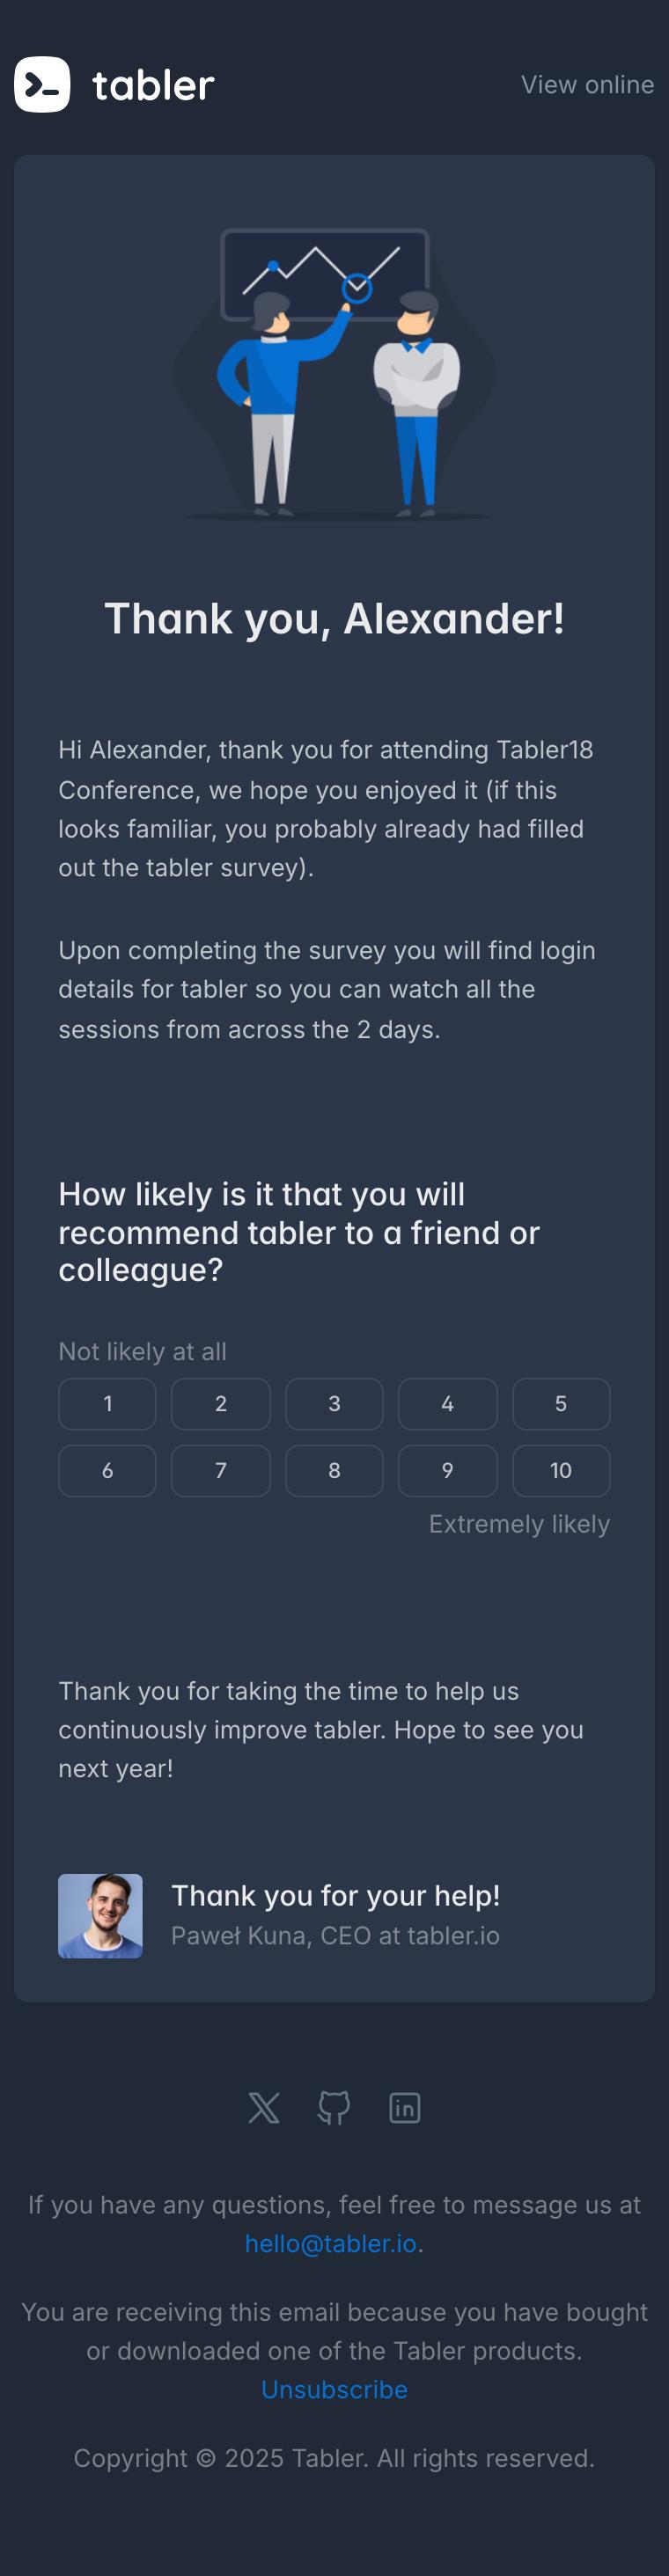 tabler
View online
Thank you, Alexander!
Hi Alexander, thank you for attending Tabler18
Conference, we hope you enjoyed it (if this
looks familiar, you probably already had filled
out the tabler survey).
Upon completing the survey you will find login
details for tabler so you can watch all the
sessions from across the 2 days.
How likely is it that you will
recommend tabler to a friend or
colleague?
Not likely at all
1 2 3 4 5
6 7 8 9 10
Extremely likely
Thank you for taking the time to help us
continuously improve tabler. Hope to see you
next year!
Thank you for your help!
Paweł Kuna, CEO at tabler.io
If you have any questions, feel free to message us at
hello@tabler.io.
You are receiving this email because you have bought
or downloaded one of the Tabler products.
Unsubscribe
Copyright © 2025 Tabler. All rights reserved.